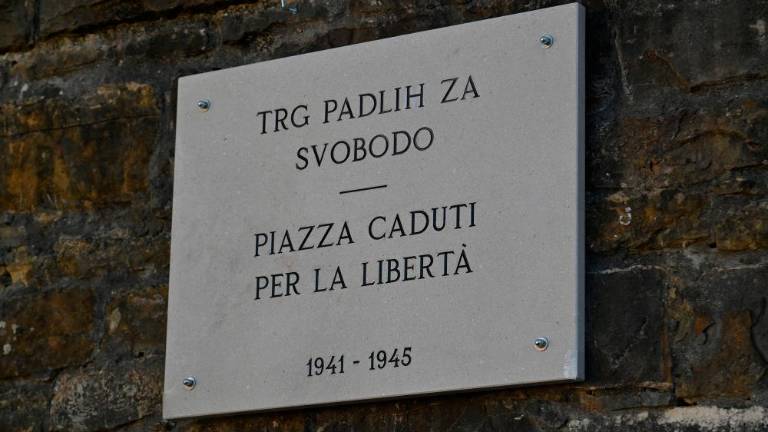 TRG PADLIH ZA
SVOBODO
PIAZZA CADUTI
PER LA LIBERTÀ
1941 - 1945